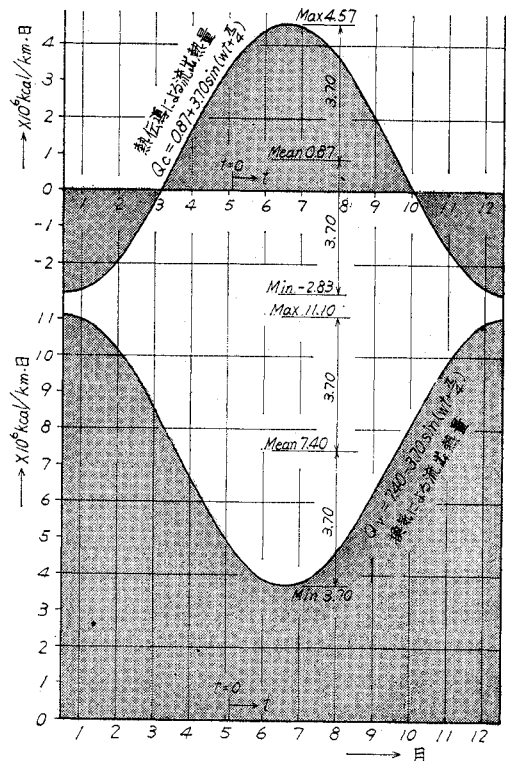 Max 4.57
4
3
2
1
0
-1
-2
→ ×10⁶ kcal/km·日
熱伝導による流出熱量
Qc = 0.87+3.70 sin(wt+π/4)
3.70
Mean 0.87
t=0
→ t
1 2 3 4 5 6 7 8 9 10 11 12
3.70
Min -2.83
Max 11.10
11
10
9
8
7
6
5
4
3
2
1
0
→ ×10⁶ kcal/km·日
3.70
Mean 7.40
3.70
Min 3.70
Qv = 7.40-3.70 sin(wt+π/4)
換気による流出熱量
t=0
→ t
1 2 3 4 5 6 7 8 9 10 11 12
→ 月